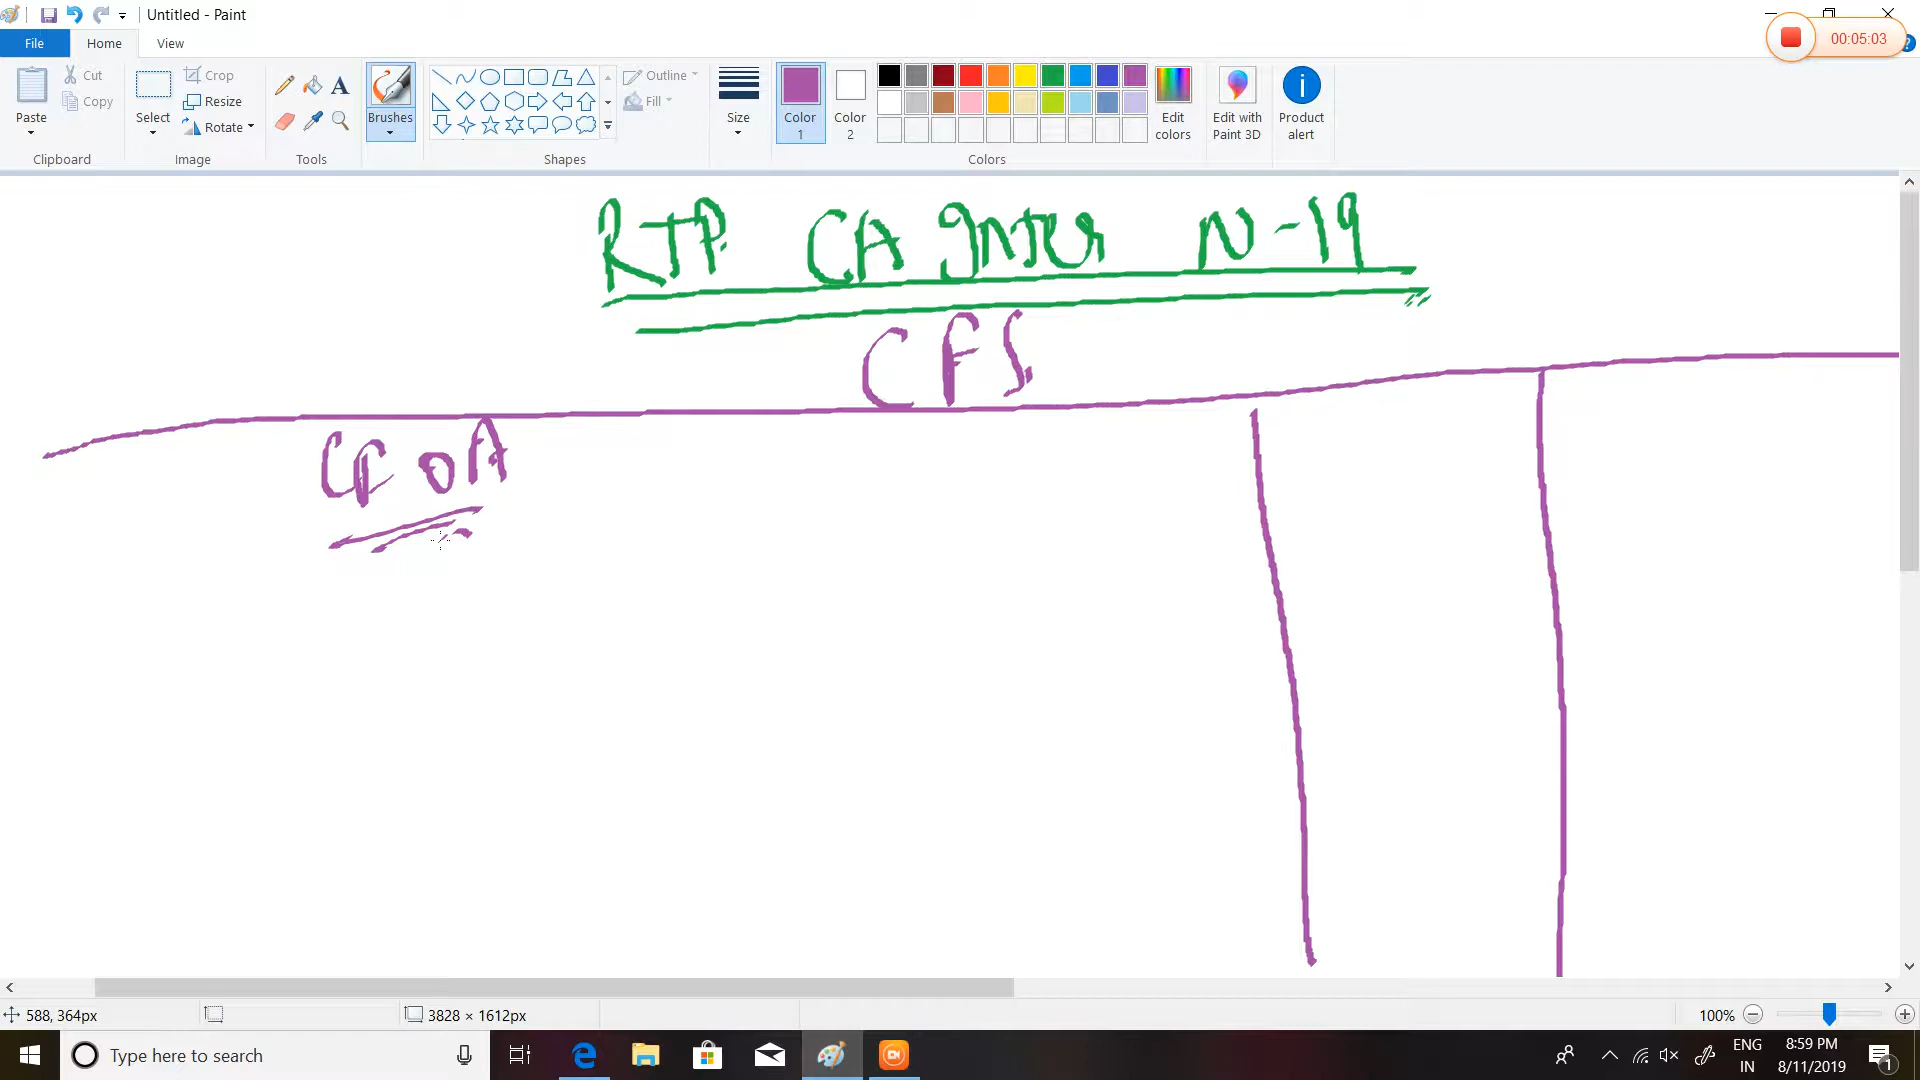 Untitled - Paint
00:05:03
File Home View
Paste Cut Copy Clipboard
Select Crop Resize Rotate Image
Tools
Brushes
Outline Fill Shapes
Size
Color 1 Color 2 Edit colors Colors
Edit with Paint 3D
Product alert
RTP CA Inter N-19
CFS
CF OA
588, 364px 3828 × 1612px 100%
Type here to search ENG IN 8:59 PM 8/11/2019 1